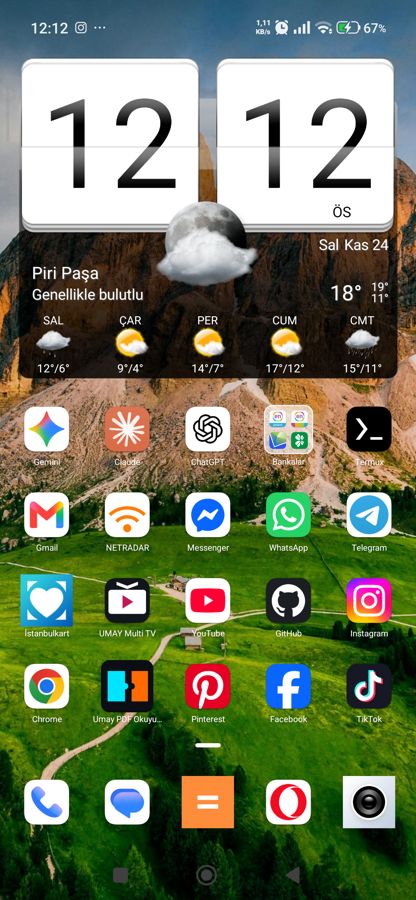 12:12
1,11
KB/s
67%
12 12
ÖS
Sal Kas 24
Piri Paşa
Genellikle bulutlu
18° 19°
11°
SAL ÇAR PER CUM CMT
12°/6° 9°/4° 14°/7° 17°/12° 15°/11°
Gemini Claude ChatGPT Bankalar Termux
Gmail NETRADAR Messenger WhatsApp Telegram
İstanbulkart UMAY Multi TV YouTube GitHub Instagram
Chrome Umay PDF Okuyu... Pinterest Facebook TikTok